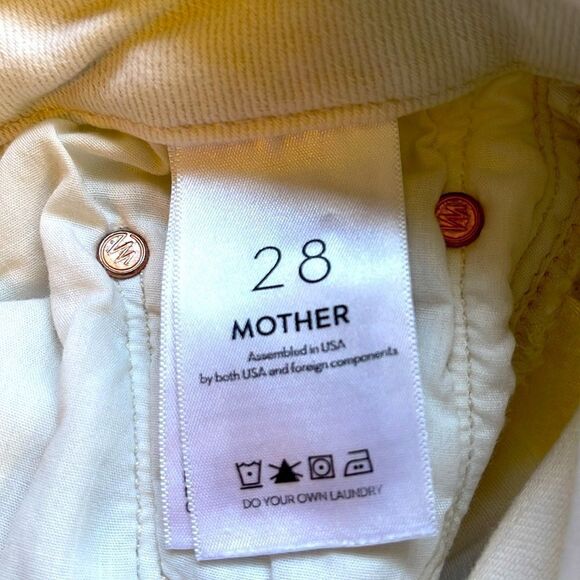 28
MOTHER
Assembled in USA
by both USA and foreign components
DO YOUR OWN LAUNDRY